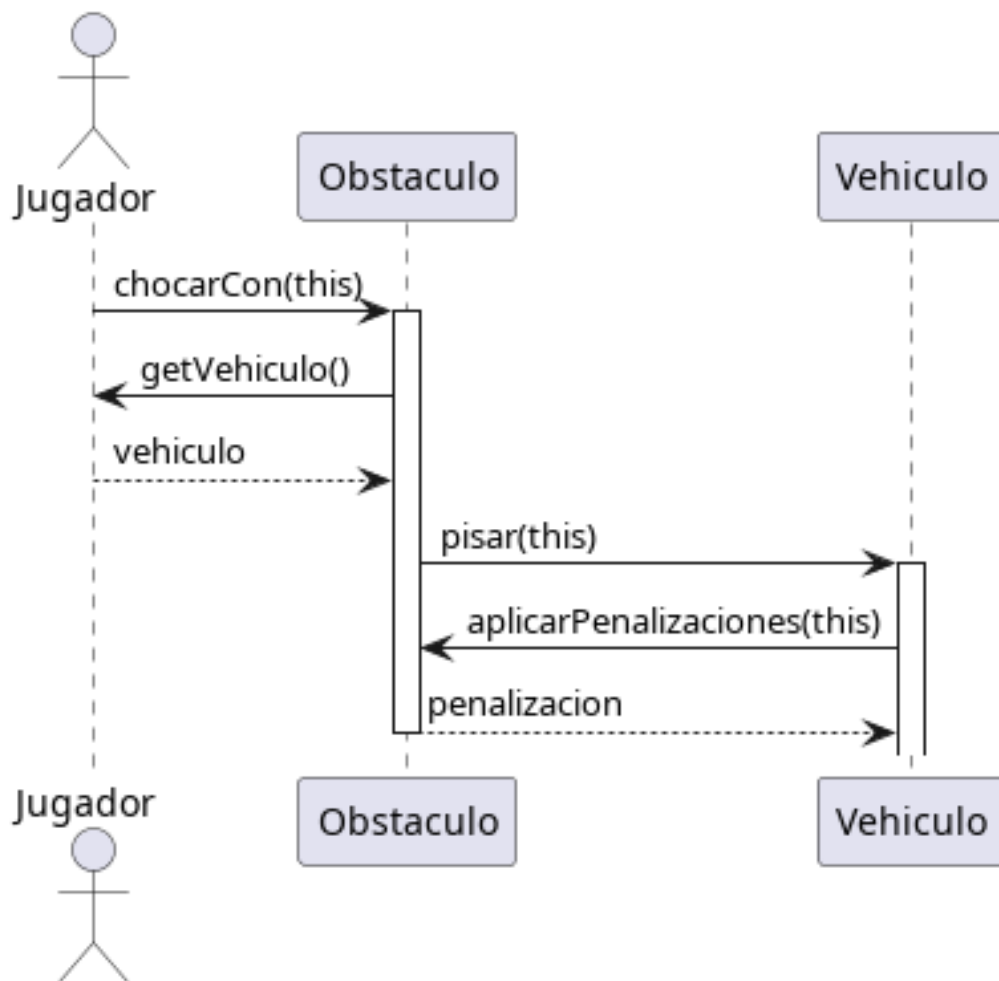 Jugador
Obstaculo
Vehiculo
chocarCon(this)
getVehiculo()
vehiculo
pisar(this)
aplicarPenalizaciones(this)
penalizacion
Jugador
Obstaculo
Vehiculo